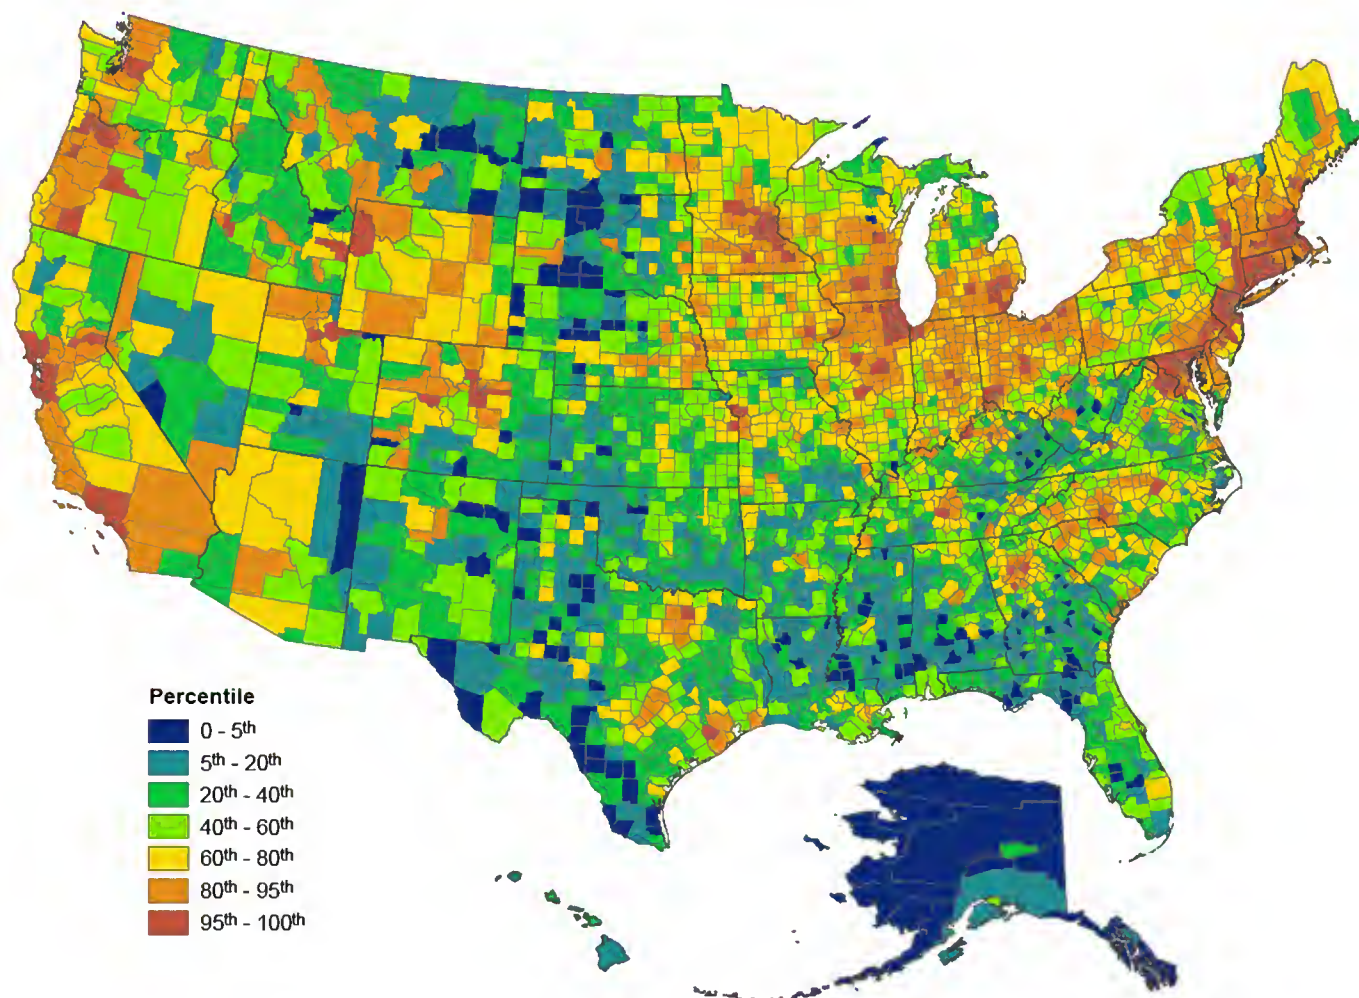 Percentile
0 - 5th
5th - 20th
20th - 40th
40th - 60th
60th - 80th
80th - 95th
95th - 100th